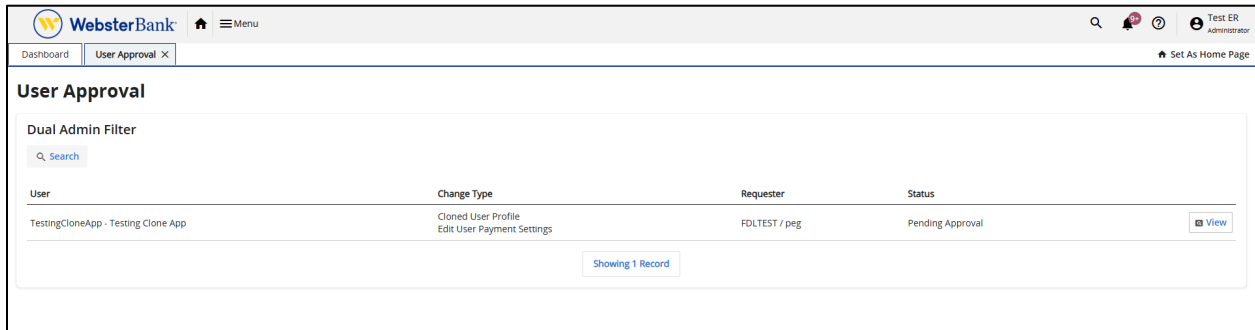 WebsterBank Menu 9+ Test ER
Administrator
Dashboard User Approval × Set As Home Page
User Approval
Dual Admin Filter
Search
User Change Type Requester Status
TestingCloneApp - Testing Clone App Cloned User Profile FDLTEST / peg Pending Approval View
Edit User Payment Settings
Showing 1 Record